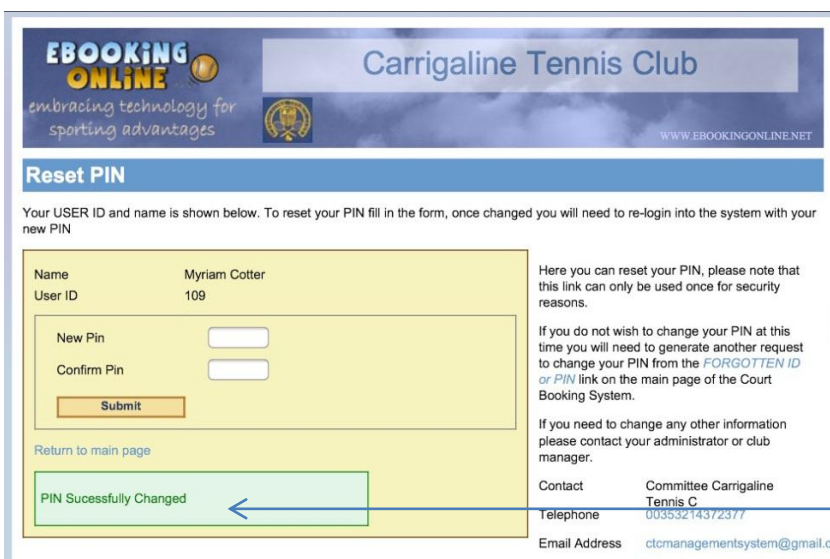 EBOOKING
ONLINE
embracing technology for
sporting advantages
Carrigaline Tennis Club
WWW.EBOOKINGONLINE.NET
Reset PIN
Your USER ID and name is shown below. To reset your PIN fill in the form, once changed you will need to re-login into the system with your
new PIN
Name Myriam Cotter
User ID 109
New Pin
Confirm Pin
Submit
Return to main page
PIN Sucessfully Changed
Here you can reset your PIN, please note that
this link can only be used once for security
reasons.
If you do not wish to change your PIN at this
time you will need to generate another request
to change your PIN from the FORGOTTEN ID
or PIN link on the main page of the Court
Booking System.
If you need to change any other information
please contact your administrator or club
manager.
Contact Committee Carrigaline
Tennis C
Telephone 00353214372377
Email Address ctcmanagementsystem@gmail.c